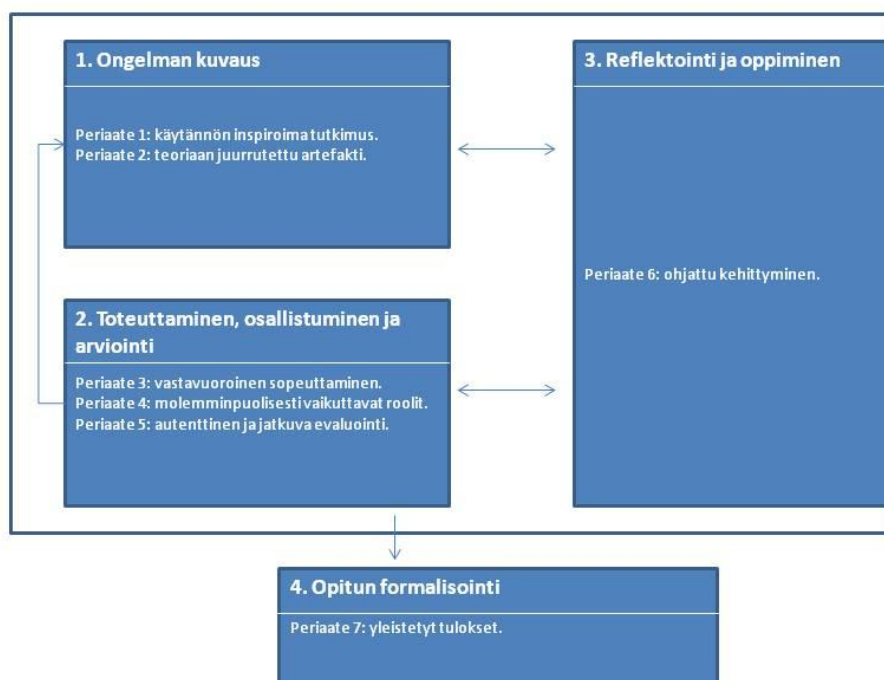 1. Ongelman kuvaus
Periaate 1: käytännön inspiroima tutkimus.
Periaate 2: teoriaan juurrutettu artefakti.
2. Toteuttaminen, osallistuminen ja
arviointi
Periaate 3: vastavuoroinen sopeuttaminen.
Periaate 4: molemminpuolisesti vaikuttavat roolit.
Periaate 5: autenttinen ja jatkuva evaluointi.
3. Reflektointi ja oppiminen
Periaate 6: ohjattu kehittyminen.
4. Opitun formalisointi
Periaate 7: yleistetyt tulokset.